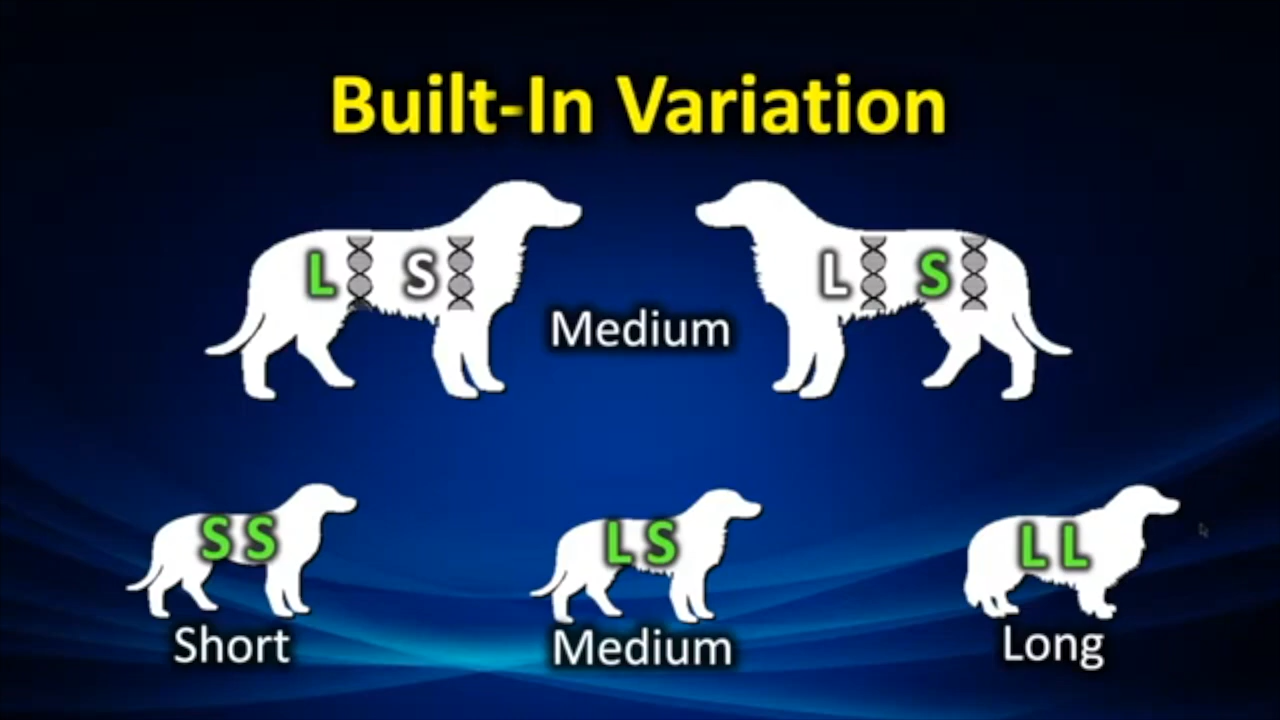 Built-In Variation
L S
L S
Medium
S S
L S
L L
Short
Medium
Long